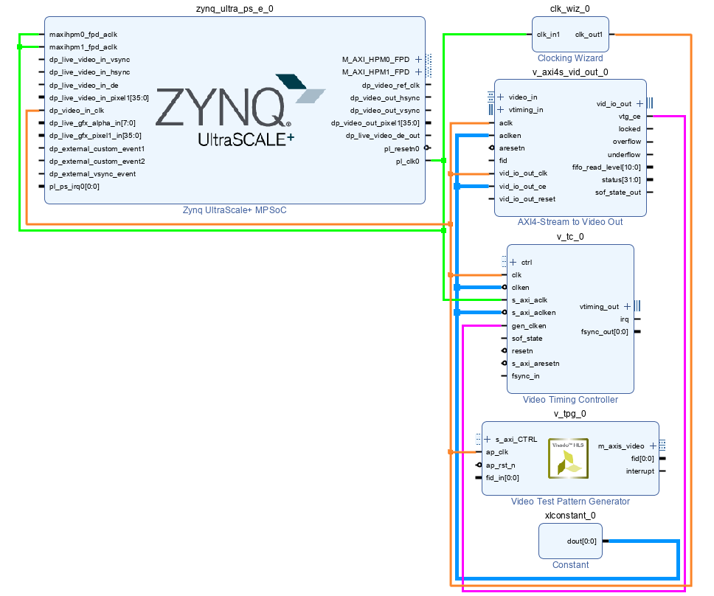 zynq_ultra_ps_e_0
maxihpm0_fpd_aclk
maxihpm1_fpd_aclk
dp_live_video_in_vsync
dp_live_video_in_hsync
dp_live_video_in_de
dp_live_video_in_pixel1[35:0]
dp_video_in_clk
dp_live_gfx_alpha_in[7:0]
dp_live_gfx_pixel1_in[35:0]
dp_external_custom_event1
dp_external_custom_event2
dp_external_vsync_event
pl_ps_irq0[0:0]
ZYNQ
UltraSCALE+
M_AXI_HPM0_FPD
M_AXI_HPM1_FPD
dp_video_ref_clk
dp_video_out_hsync
dp_video_out_vsync
dp_video_out_pixel1[35:0]
dp_live_video_de_out
pl_resetn0
pl_clk0
Zynq UltraScale+ MPSoC
clk_wiz_0
clk_in1
clk_out1
Clocking Wizard
v_axi4s_vid_out_0
video_in
vtiming_in
aclk
aclken
aresetn
fid
vid_io_out_clk
vid_io_out_ce
vid_io_out_reset
vid_io_out
vtg_ce
locked
overflow
underflow
fifo_read_level[10:0]
status[31:0]
sof_state_out
AXI4-Stream to Video Out
v_tc_0
ctrl
clk
clken
s_axi_aclk
s_axi_aclken
gen_clken
sof_state
resetn
s_axi_aresetn
fsync_in
vtiming_out
irq
fsync_out[0:0]
Video Timing Controller
v_tpg_0
s_axi_CTRL
ap_clk
ap_rst_n
fid_in[0:0]
Vivado™ HLS
m_axis_video
fid[0:0]
interrupt
Video Test Pattern Generator
xlconstant_0
dout[0:0]
Constant